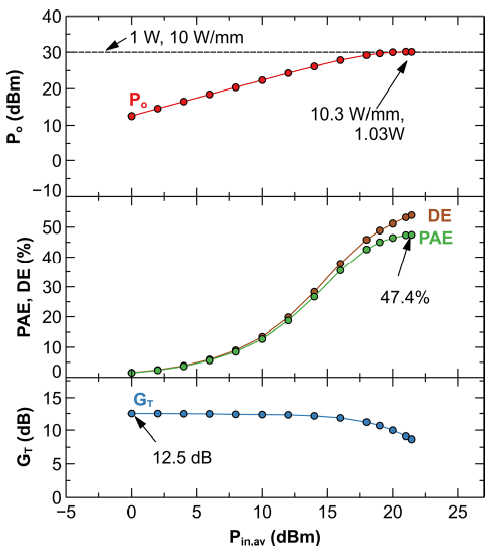 40
1 W, 10 W/mm
30
20
Po
10
10.3 W/mm,
1.03W
0
−10
Po (dBm)
DE
50
PAE
40
47.4%
30
20
10
0
PAE, DE (%)
15
GT
10
12.5 dB
5
0
GT (dB)
−5 0 5 10 15 20 25
Pin,av (dBm)